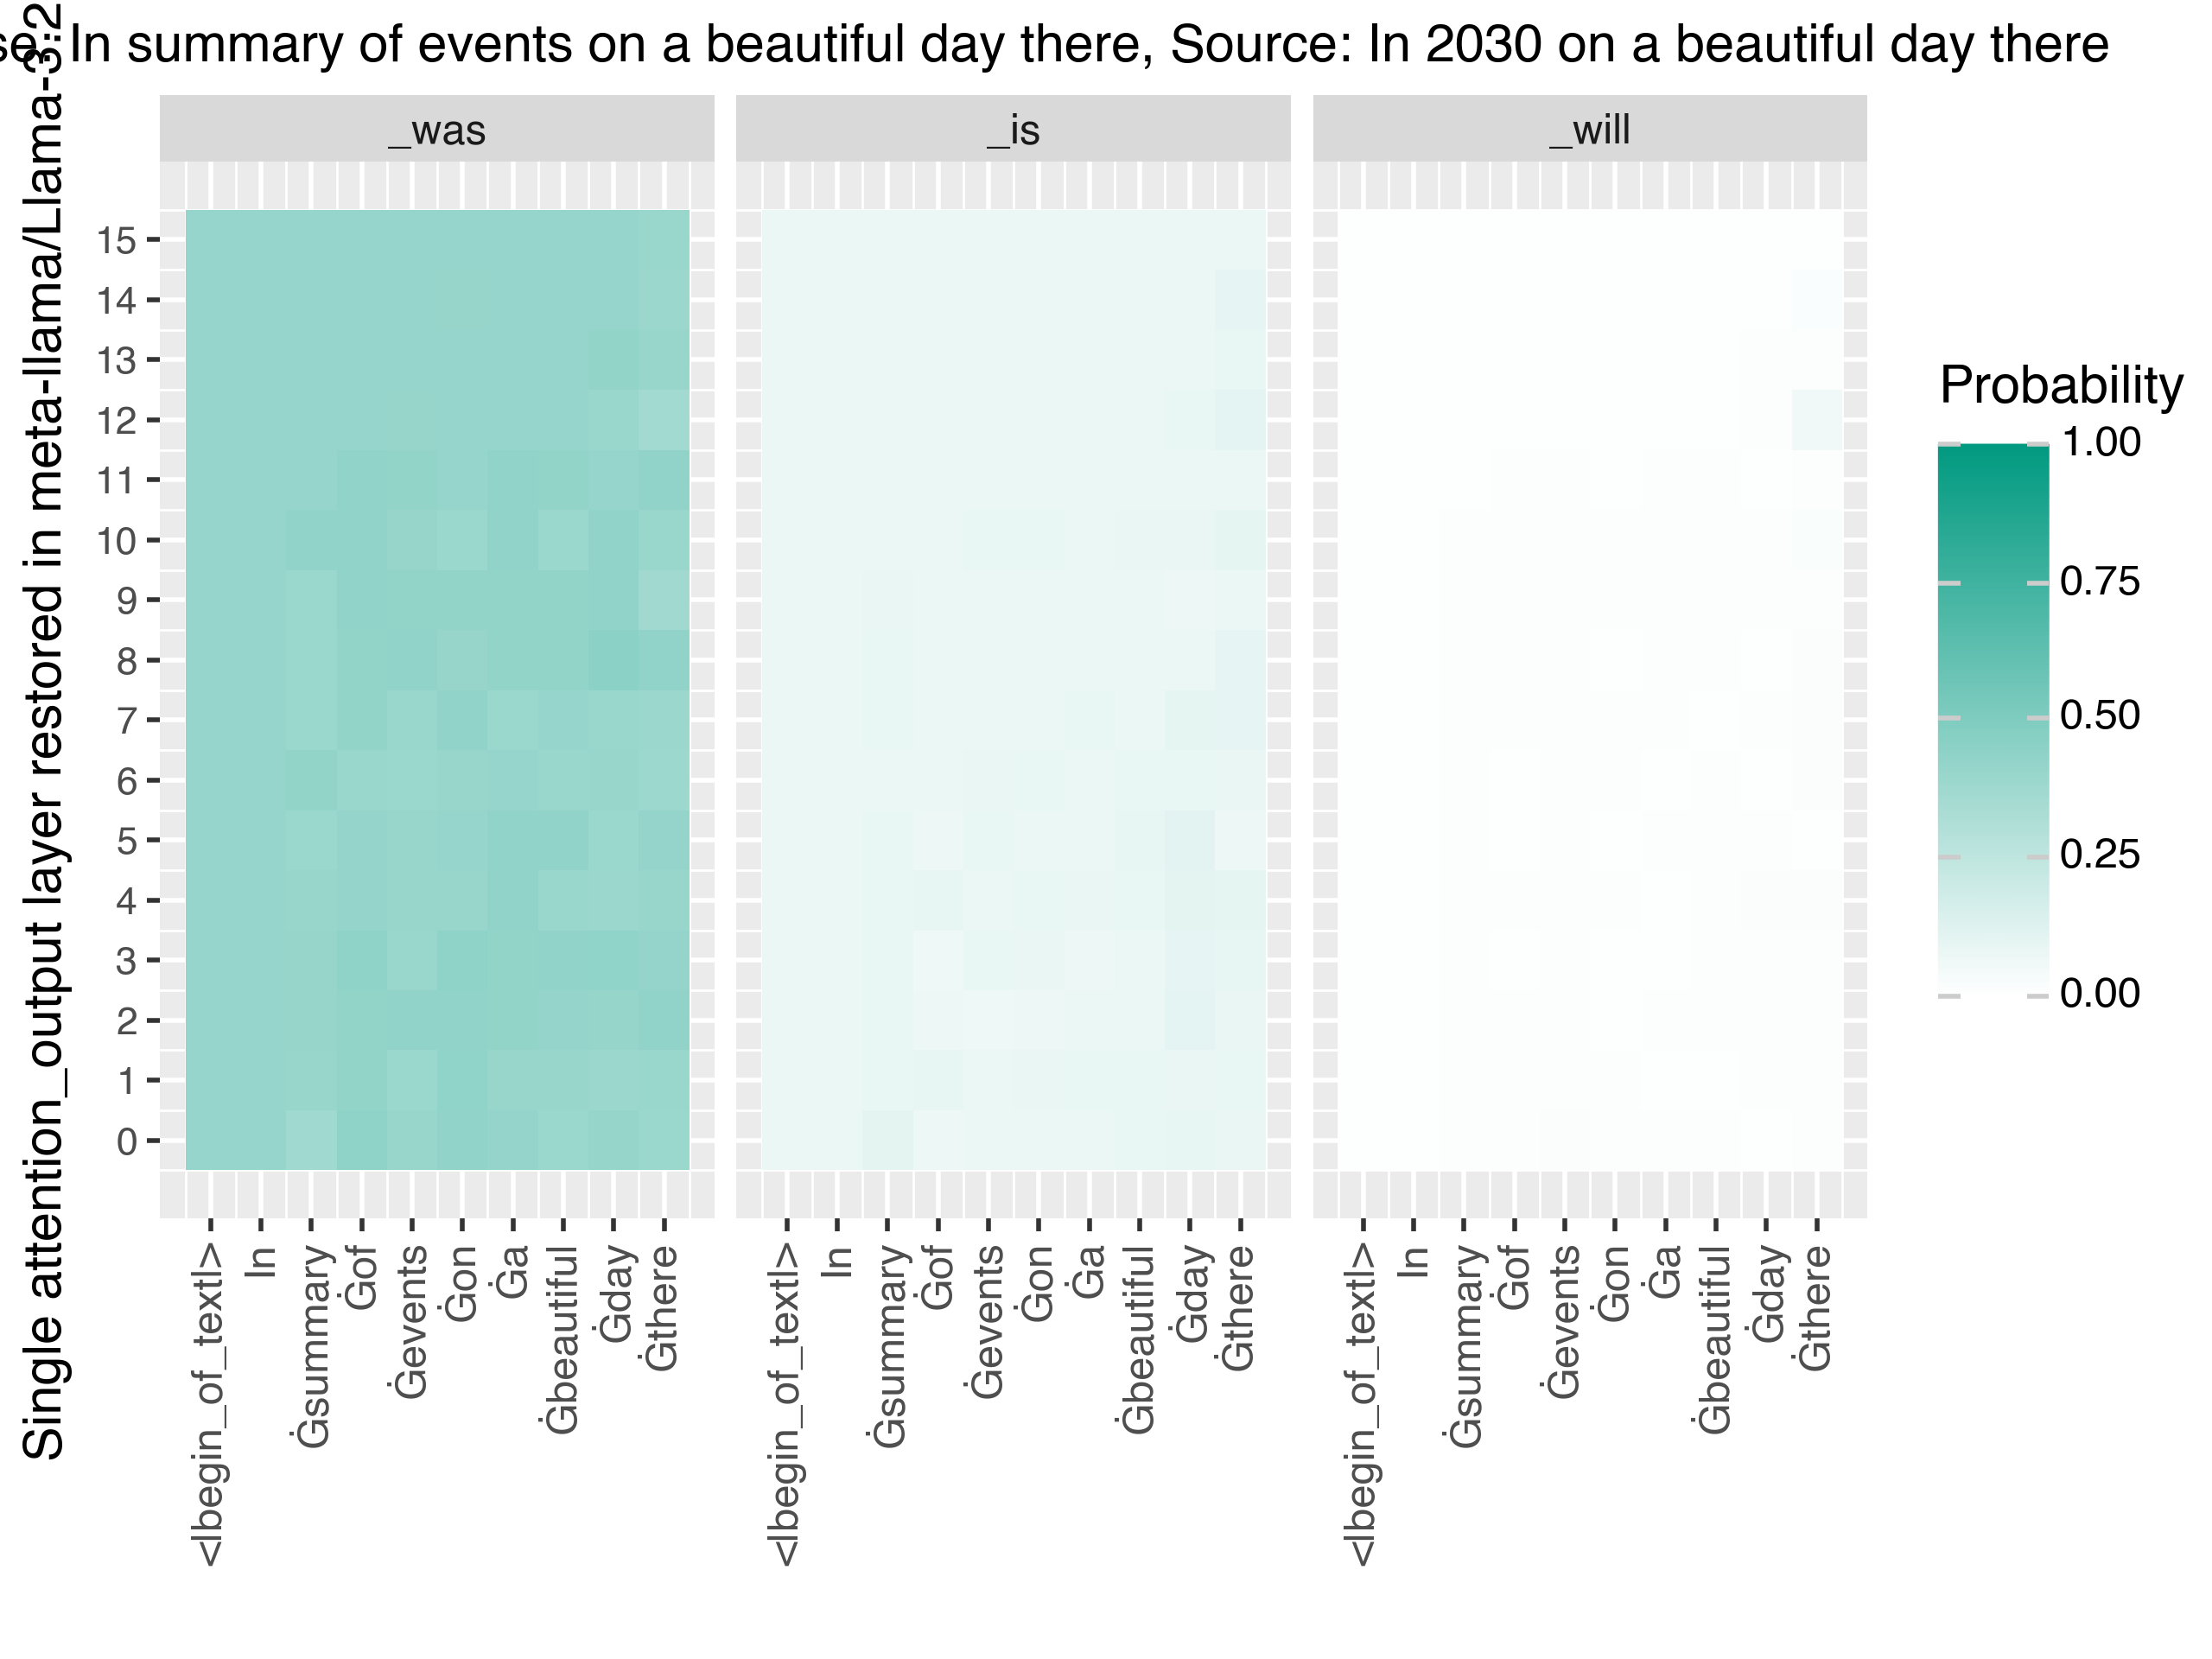 In summary of events on a beautiful day there, Source: In 2030 on a beautiful day there
Single attention_output layer restored in meta-llama/Llama-3.2
_was
_is
_will
15
14
13
12
11
10
9
8
7
6
5
4
3
2
1
0
<|begin_of_text|>
In
Ġsummary
Ġof
Ġevents
Ġon
Ġa
Ġbeautiful
Ġday
Ġthere
<|begin_of_text|>
In
Ġsummary
Ġof
Ġevents
Ġon
Ġa
Ġbeautiful
Ġday
Ġthere
<|begin_of_text|>
In
Ġsummary
Ġof
Ġevents
Ġon
Ġa
Ġbeautiful
Ġday
Ġthere
Probability
1.00
0.75
0.50
0.25
0.00